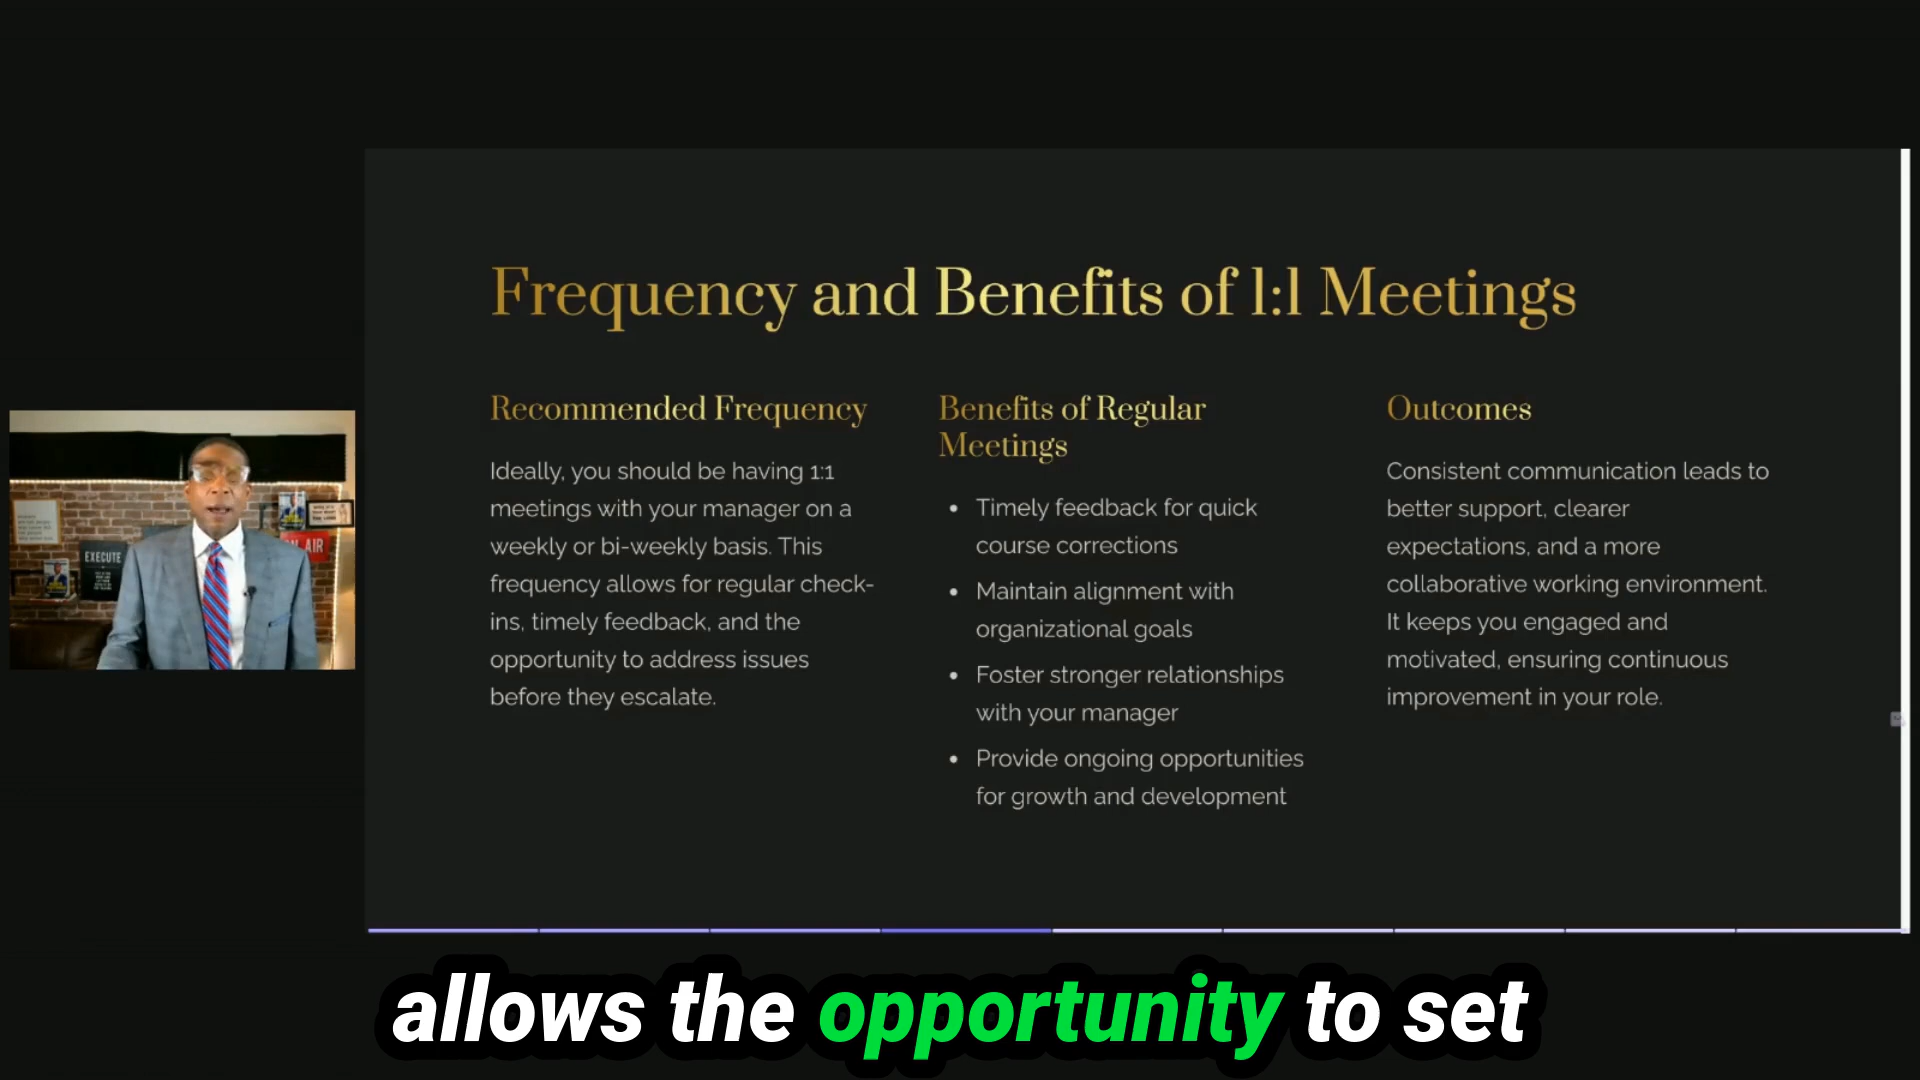 Frequency and Benefits of 1:1 Meetings
Recommended Frequency
Ideally, you should be having 1:1
meetings with your manager on a
weekly or bi-weekly basis. This
frequency allows for regular check-
ins, timely feedback, and the
opportunity to address issues
before they escalate.
Benefits of Regular
Meetings
• Timely feedback for quick
course corrections
• Maintain alignment with
organizational goals
• Foster stronger relationships
with your manager
• Provide ongoing opportunities
for growth and development
Outcomes
Consistent communication leads to
better support, clearer
expectations, and a more
collaborative working environment.
It keeps you engaged and
motivated, ensuring continuous
improvement in your role.
EXECUTE
AIR
allows the opportunity to set